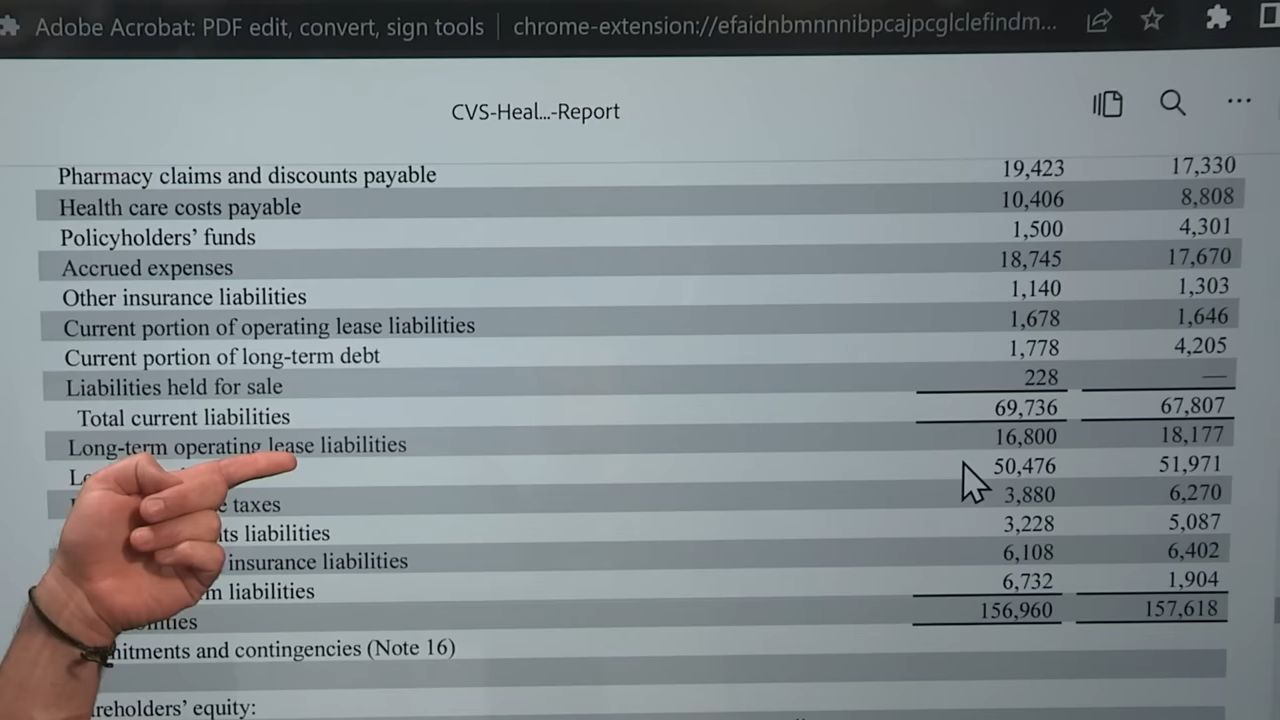 Adobe Acrobat: PDF edit, convert, sign tools | chrome-extension://efaidnbmnnnibpcajpcglclefindm...
CVS-Heal...-Report
Pharmacy claims and discounts payable 19,423 17,330
Health care costs payable 10,406 8,808
Policyholders’ funds 1,500 4,301
Accrued expenses 18,745 17,670
Other insurance liabilities 1,140 1,303
Current portion of operating lease liabilities 1,678 1,646
Current portion of long-term debt 1,778 4,205
Liabilities held for sale 228 —
Total current liabilities 69,736 67,807
Long-term operating lease liabilities 16,800 18,177
50,476 51,971
taxes 3,880 6,270
liabilities 3,228 5,087
insurance liabilities 6,108 6,402
liabilities 6,732 1,904
156,960 157,618
and contingencies (Note 16)
equity: